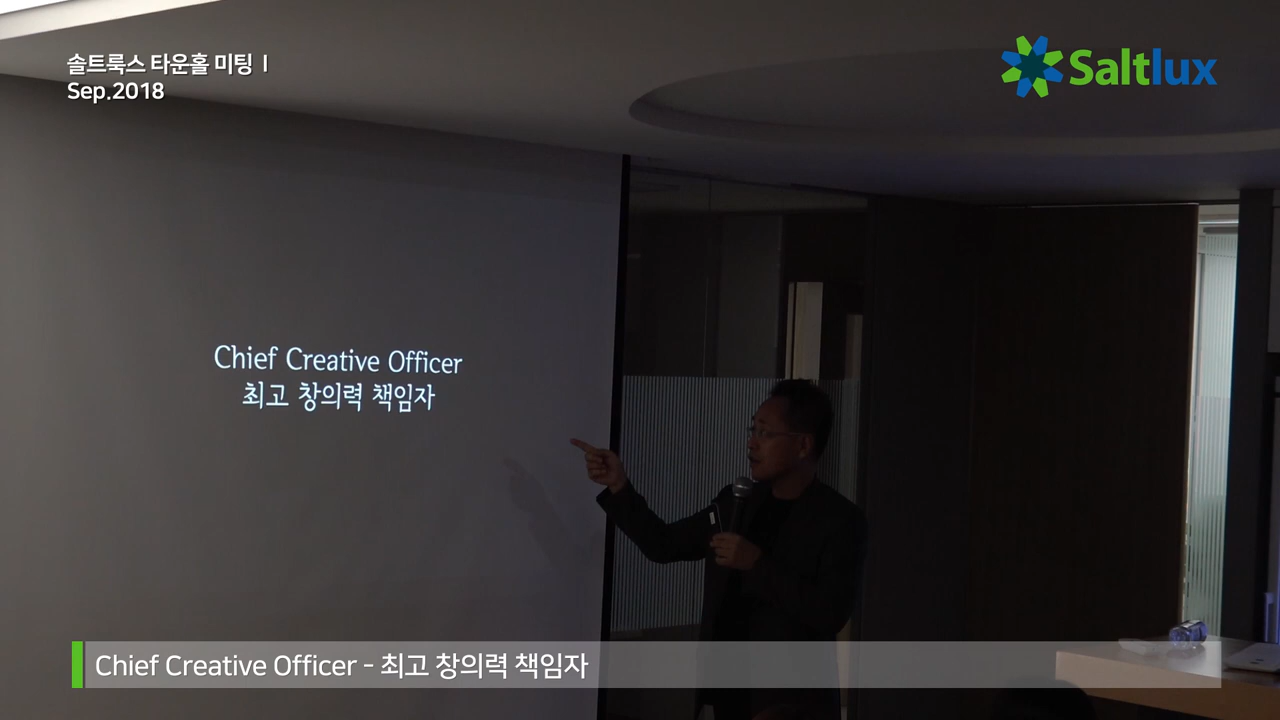 솔트룩스 타운홀 미팅 I
Sep.2018
Saltlux
Chief Creative Officer
최고 창의력 책임자
Chief Creative Officer - 최고 창의력 책임자